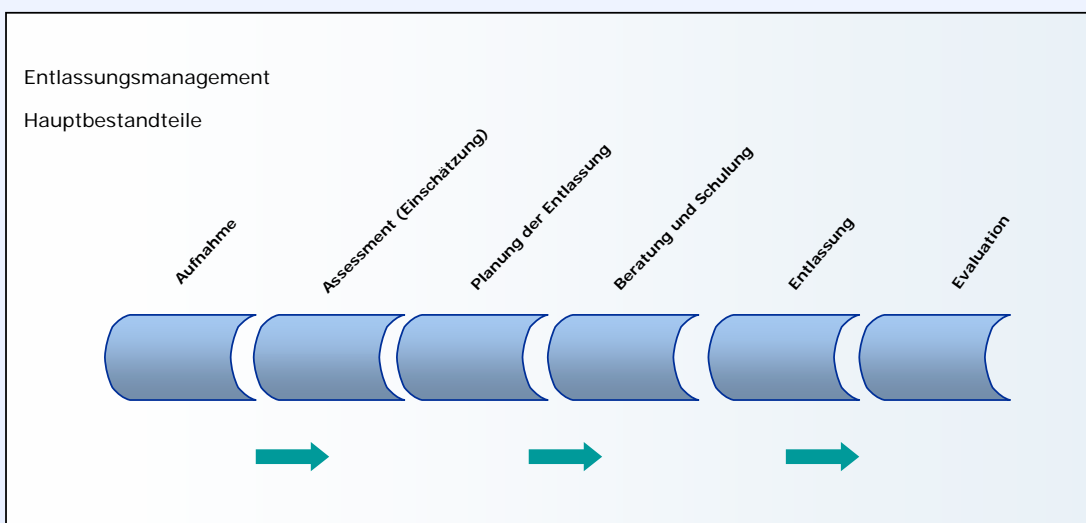 Entlassungsmanagement
Hauptbestandteile
Aufnahme
Assessment (Einschätzung)
Planung der Entlassung
Beratung und Schulung
Entlassung
Evaluation